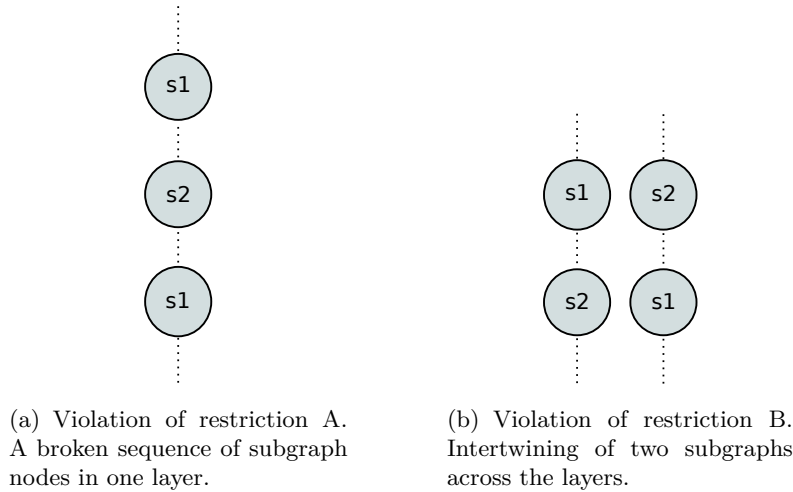 s1
s2
s1
s1
s2
s2
s1
(a) Violation of restriction A.
A broken sequence of subgraph
nodes in one layer.
(b) Violation of restriction B.
Intertwining of two subgraphs
across the layers.